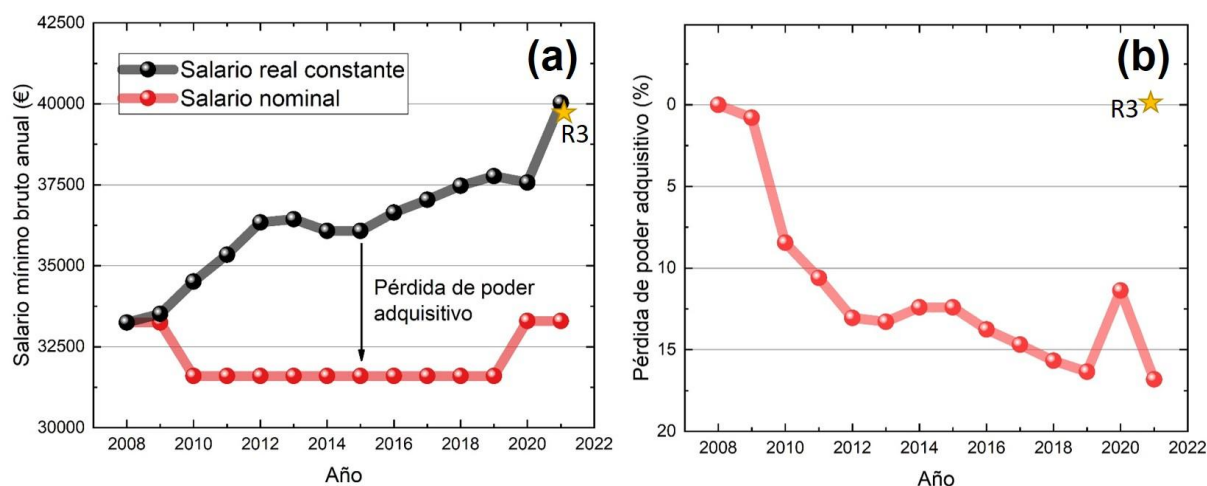 (a)
Salario real constante
Salario nominal
R3
Pérdida de poder
adquisitivo
Salario mínimo bruto anual (€)
42500
40000
37500
35000
32500
30000
2008 2010 2012 2014 2016 2018 2020 2022
Año
(b)
R3
Pérdida de poder adquisitivo (%)
0
5
10
15
20
2008 2010 2012 2014 2016 2018 2020 2022
Año